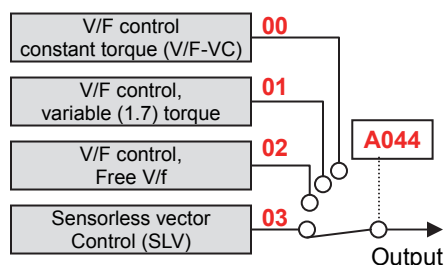 V/F control
constant torque (V/F-VC)
00
V/F control,
variable (1.7) torque
01
V/F control,
Free V/f
02
Sensorless vector
Control (SLV)
03
A044
Output